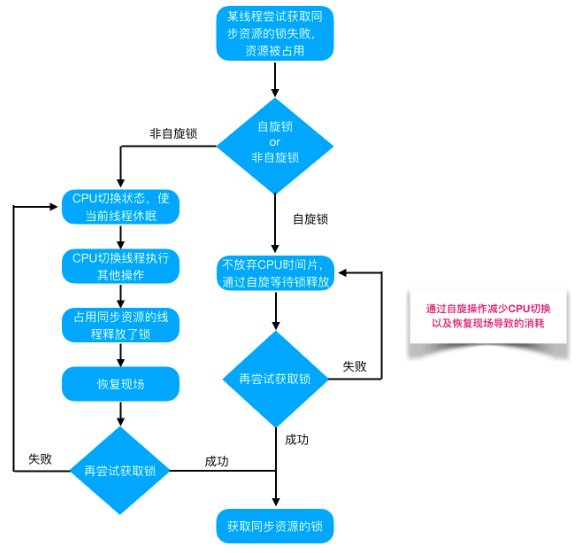 某线程尝试获取同
步资源的锁失败,
资源被占用
自旋锁
or
非自旋锁
非自旋锁
自旋锁
CPU切换状态，使
当前线程休眠
CPU切换线程执行
其他操作
占用同步资源的线
程释放了锁
恢复现场
再尝试获取锁
失败
成功
不放弃CPU时间片，
通过自旋等待锁释放
再尝试获取锁
失败
成功
获取同步资源的锁
通过自旋操作减少CPU切换
以及恢复现场导致的消耗